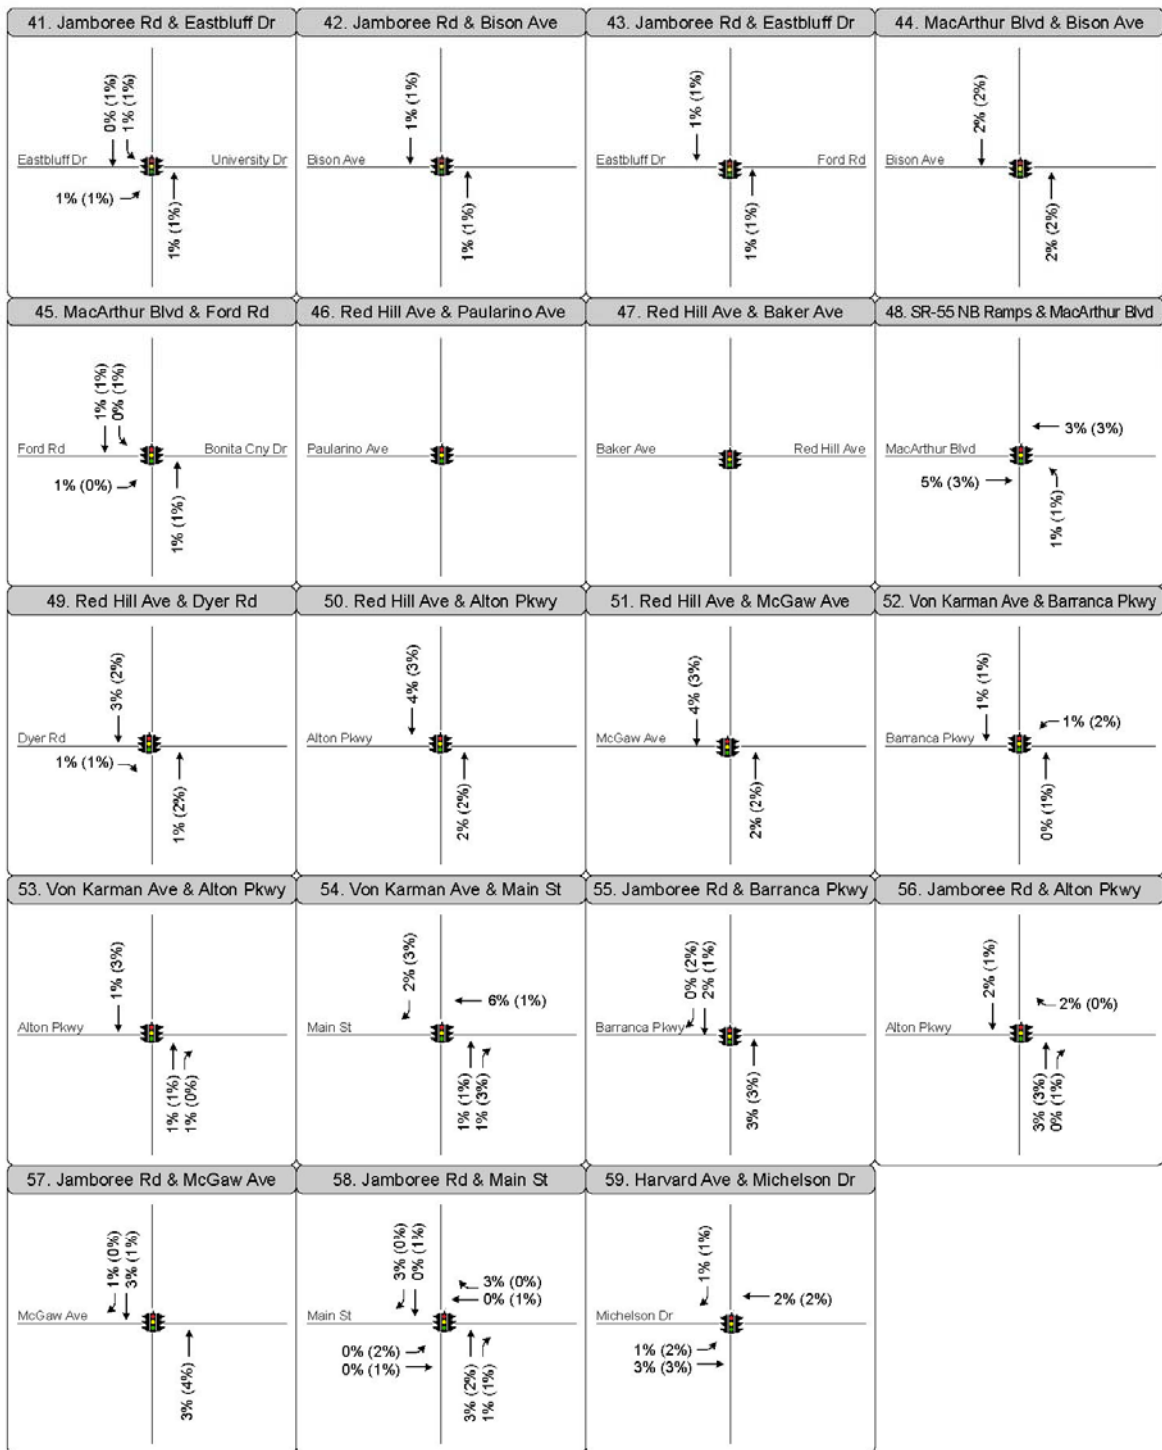 41. Jamboree Rd & Eastbluff Dr
0% (1%)
1% (1%)
Eastbluff Dr
University Dr
1% (1%)
1% (1%)
42. Jamboree Rd & Bison Ave
1% (1%)
Bison Ave
1% (1%)
43. Jamboree Rd & Eastbluff Dr
1% (1%)
Eastbluff Dr
Ford Rd
1% (1%)
44. MacArthur Blvd & Bison Ave
2% (2%)
Bison Ave
2% (2%)
45. MacArthur Blvd & Ford Rd
1% (1%)
0% (1%)
Ford Rd
Bonita Cny Dr
1% (0%)
1% (1%)
46. Red Hill Ave & Paularino Ave
Paularino Ave
47. Red Hill Ave & Baker Ave
Baker Ave
Red Hill Ave
48. SR-55 NB Ramps & MacArthur Blvd
3% (3%)
MacArthur Blvd
5% (3%)
1% (1%)
49. Red Hill Ave & Dyer Rd
3% (2%)
Dyer Rd
1% (1%)
1% (2%)
50. Red Hill Ave & Alton Pkwy
4% (3%)
Alton Pkwy
2% (2%)
51. Red Hill Ave & McGaw Ave
4% (3%)
McGaw Ave
2% (2%)
52. Von Karman Ave & Barranca Pkwy
1% (1%)
1% (2%)
Barranca Pkwy
0% (1%)
53. Von Karman Ave & Alton Pkwy
1% (3%)
Alton Pkwy
1% (1%)
1% (0%)
54. Von Karman Ave & Main St
2% (3%)
6% (1%)
Main St
1% (1%)
1% (3%)
55. Jamboree Rd & Barranca Pkwy
0% (2%)
2% (1%)
Barranca Pkwy
3% (3%)
56. Jamboree Rd & Alton Pkwy
2% (1%)
2% (0%)
Alton Pkwy
3% (3%)
0% (1%)
57. Jamboree Rd & McGaw Ave
1% (0%)
3% (1%)
McGaw Ave
3% (4%)
58. Jamboree Rd & Main St
3% (0%)
0% (1%)
3% (0%)
0% (1%)
Main St
0% (2%)
0% (1%)
3% (2%)
1% (1%)
59. Harvard Ave & Michelson Dr
1% (1%)
2% (2%)
Michelson Dr
1% (2%)
3% (3%)